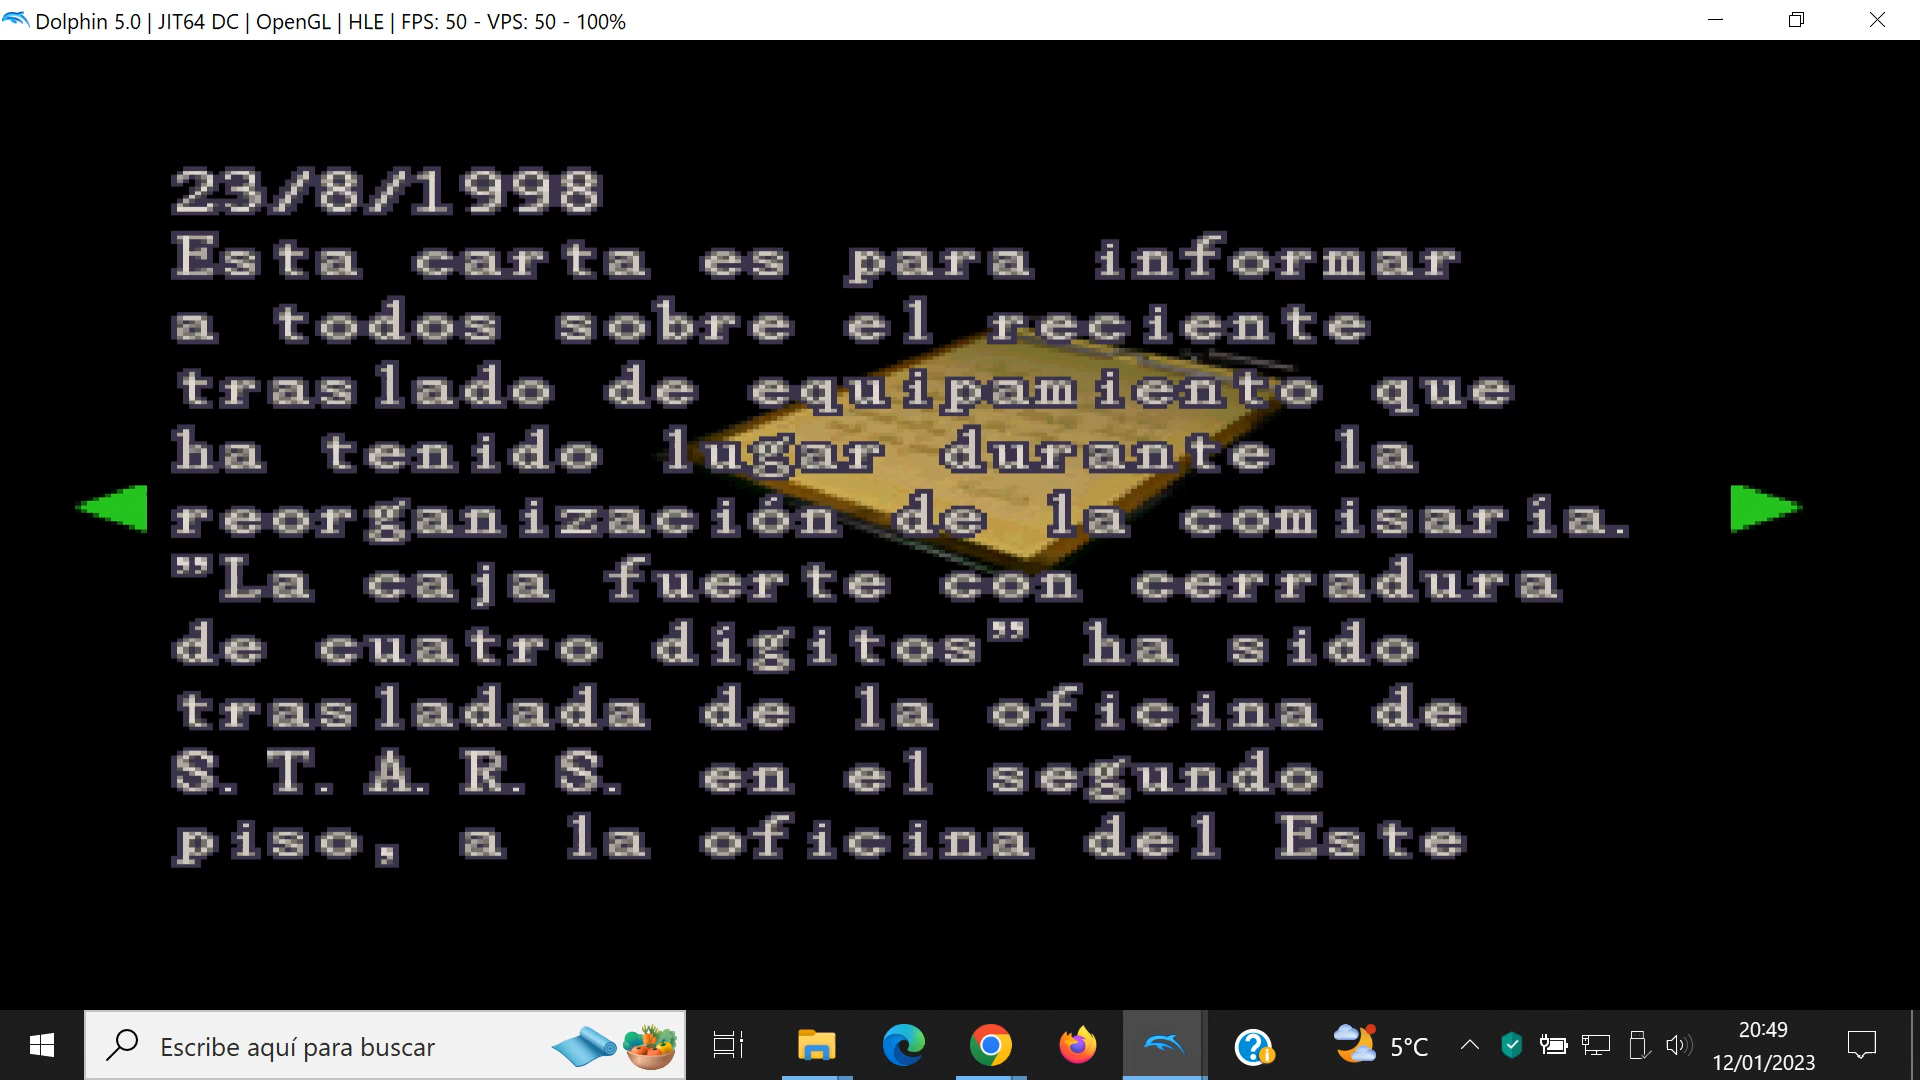 Dolphin 5.0 | JIT64 DC | OpenGL | HLE | FPS: 50 - VPS: 50 - 100%
23/8/1998
Esta carta es para informar
a todos sobre el reciente
traslado de equipamiento que
ha tenido lugar durante la
reorganización de la comisaria.
"La caja fuerte con cerradura
de cuatro digitos" ha sido
trasladada de la oficina de
S.T.A.R.S. en el segundo
piso, a la oficina del Este
Escribe aquí para buscar
5°C
20:49
12/01/2023